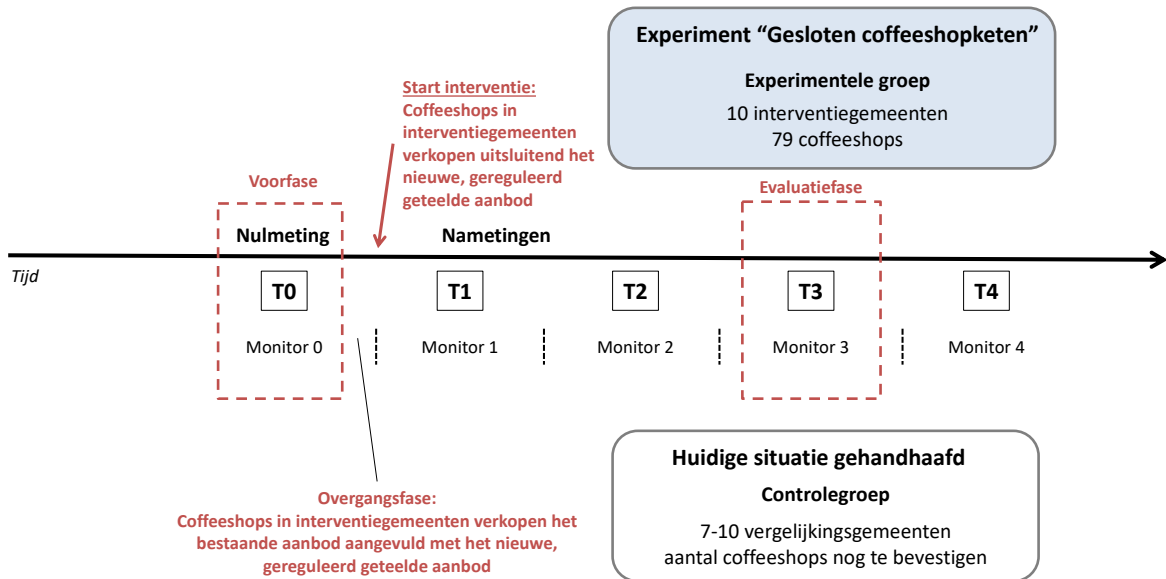 Experiment “Gesloten coffeeshopketen”
Experimentele groep
10 interventiegemeenten
79 coffeeshops
Start interventie:
Coffeeshops in
interventiegemeenten
verkopen uitsluitend het
nieuwe, gereguleerd
geteelde aanbod
Voorfase
Evaluatiefase
Nulmeting
Nametingen
Tijd
T0
T1
T2
T3
T4
Monitor 0
Monitor 1
Monitor 2
Monitor 3
Monitor 4
Overgangsfase:
Coffeeshops in interventiegemeenten verkopen het
bestaande aanbod aangevuld met het nieuwe,
gereguleerd geteelde aanbod
Huidige situatie gehandhaafd
Controlegroep
7-10 vergelijkingsgemeenten
aantal coffeeshops nog te bevestigen